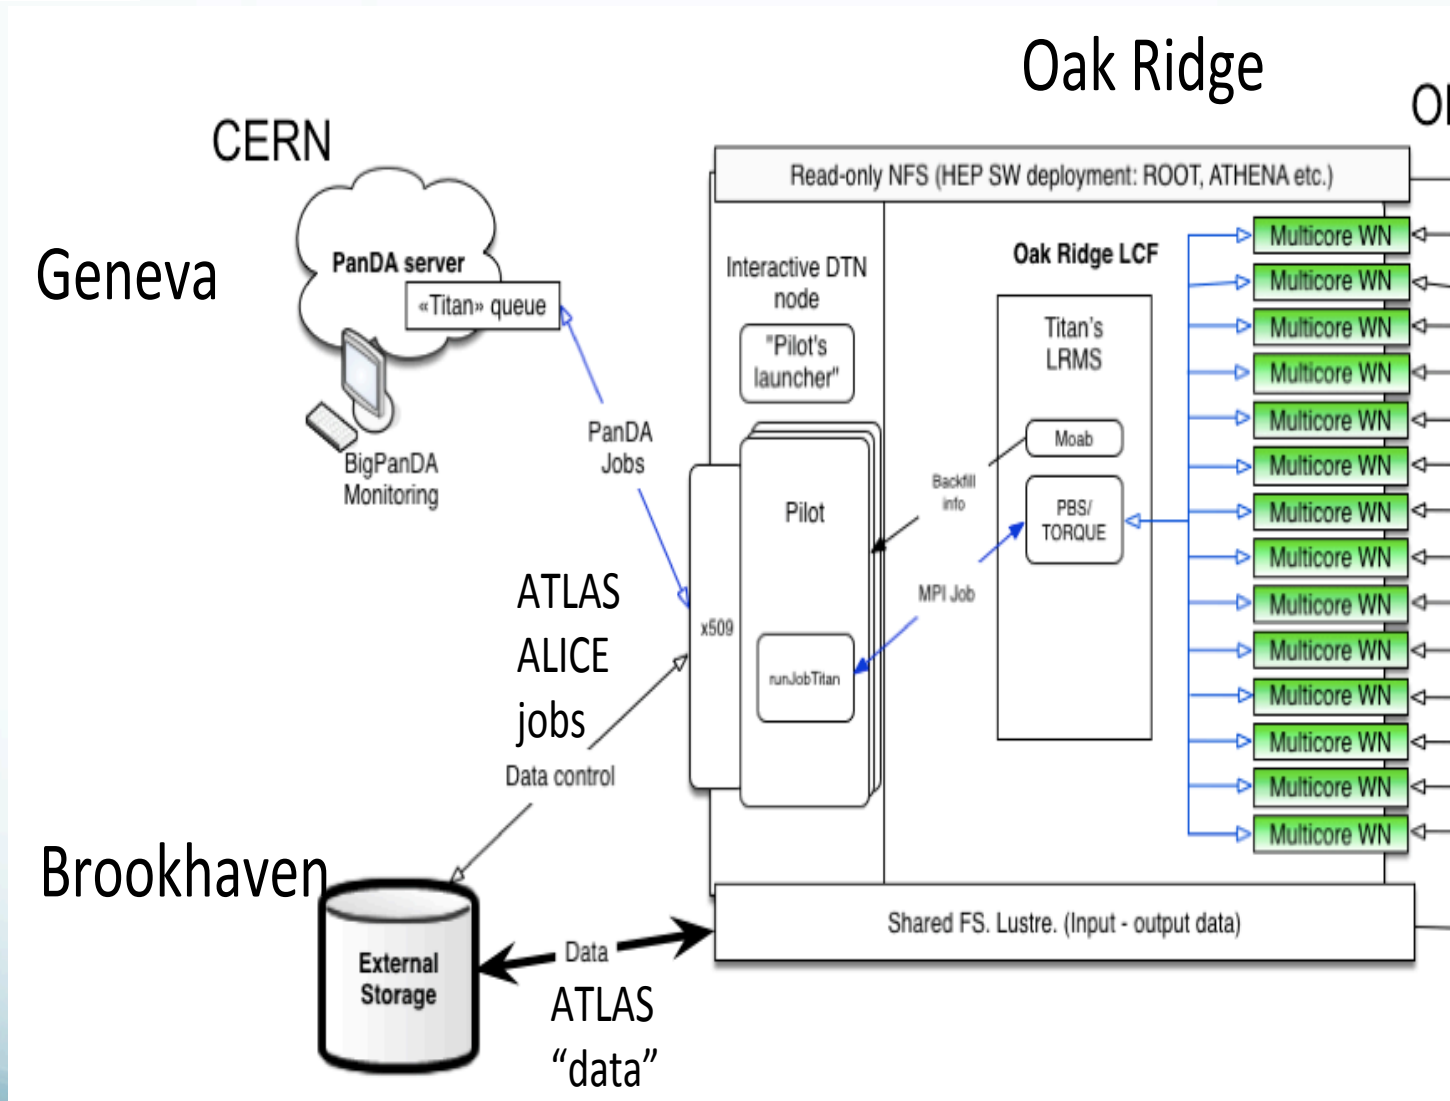 Oak Ridge
CERN
Geneva
PanDA server
«Titan» queue
BigPanDA
Monitoring
PanDA
Jobs
ATLAS
ALICE
jobs
Data control
Brookhaven
External
Storage
Data
ATLAS
“data”
Read-only NFS (HEP SW deployment: ROOT, ATHENA etc.)
Interactive DTN
node
"Pilot's
launcher"
Pilot
x509
runJobTitan
Backfill
info
MPI Job
Oak Ridge LCF
Titan's
LRMS
Moab
PBS/
TORQUE
Multicore WN
Multicore WN
Multicore WN
Multicore WN
Multicore WN
Multicore WN
Multicore WN
Multicore WN
Multicore WN
Multicore WN
Multicore WN
Multicore WN
Multicore WN
Multicore WN
Shared FS. Lustre. (Input - output data)